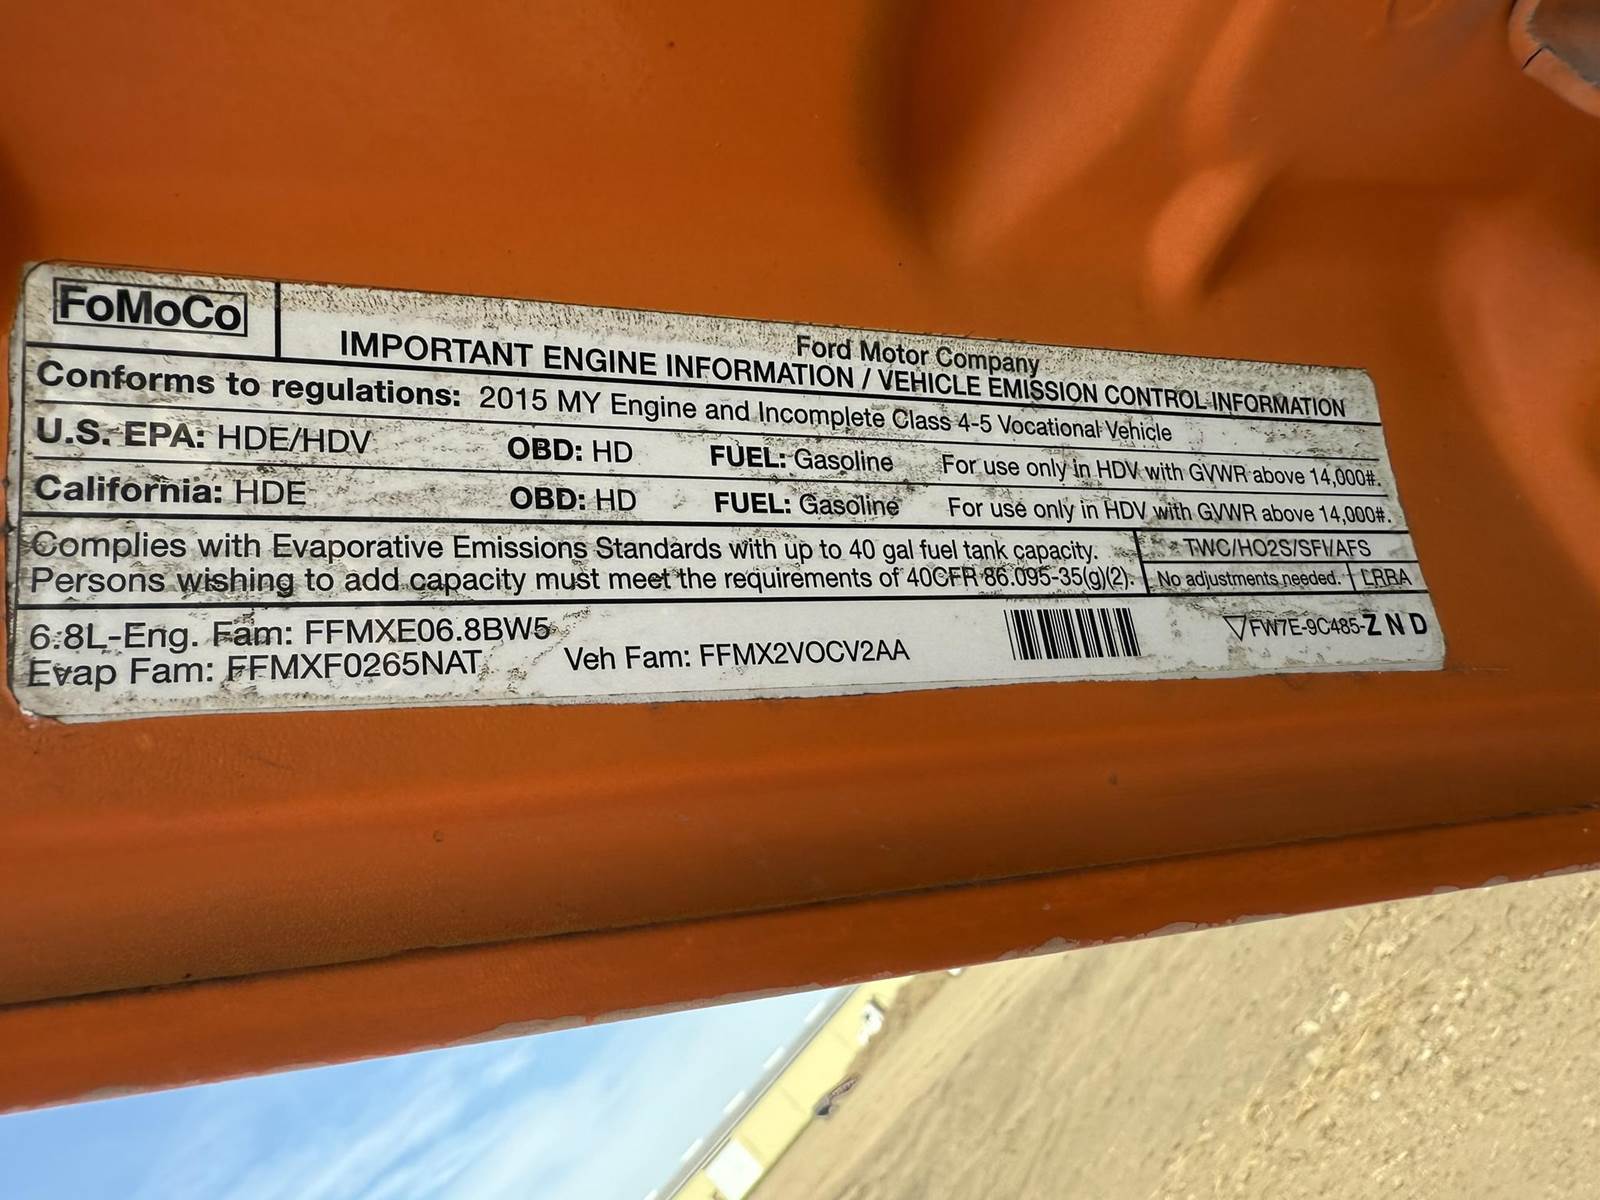 FoMoCo
Ford Motor Company
IMPORTANT ENGINE INFORMATION / VEHICLE EMISSION CONTROL INFORMATION
Conforms to regulations: 2015 MY Engine and Incomplete Class 4-5 Vocational Vehicle
U.S. EPA: HDE/HDV OBD: HD FUEL: Gasoline For use only in HDV with GVWR above 14,000#.
California: HDE OBD: HD FUEL: Gasoline For use only in HDV with GVWR above 14,000#.
Complies with Evaporative Emissions Standards with up to 40 gal fuel tank capacity.
Persons wishing to add capacity must meet the requirements of 40CFR 86.095-35(g)(2).
TWC/HO2S/SFI/AFS
No adjustments needed. LRRA
6.8L-Eng. Fam: FFMXE06.8BW5
Evap Fam: FFMXF0265NAT
Veh Fam: FFMX2VOCV2AA
FW7E-9C485-Z N D